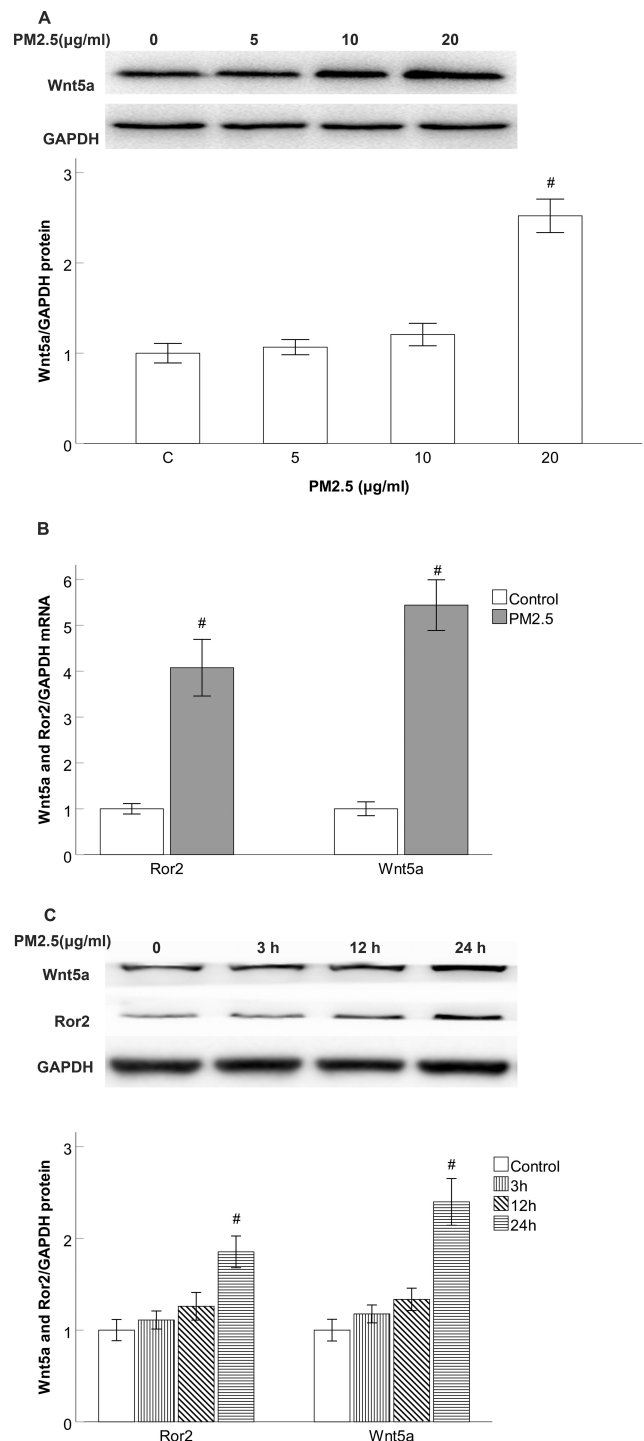 A
PM2.5(µg/ml) 0 5 10 20
Wnt5a
GAPDH
3
2
1
0
Wnt5a/GAPDH protein
#
C 5 10 20
PM2.5 (µg/ml)
B
6
5
4
3
2
1
0
Wnt5a and Ror2/GAPDH mRNA
#
#
Control
PM2.5
Ror2 Wnt5a
C
PM2.5(µg/ml) 0 3 h 12 h 24 h
Wnt5a
Ror2
GAPDH
3
2
1
0
Wnt5a and Ror2/GAPDH protein
#
#
Control
3h
12h
24h
Ror2 Wnt5a